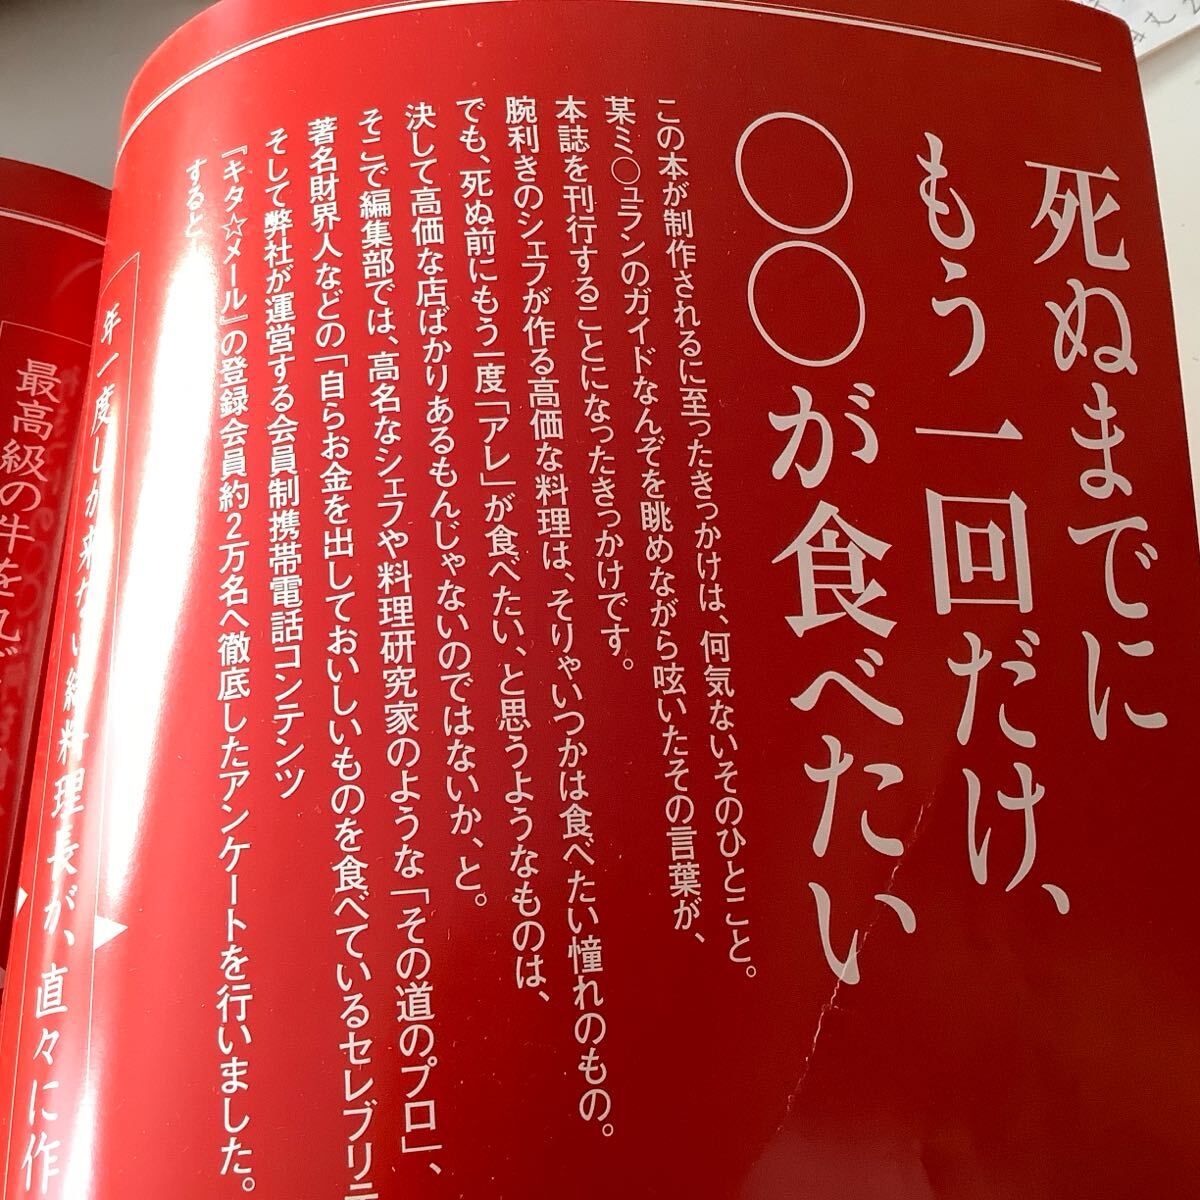 死ぬまでに
もう一回だけ、
○○が食べたい
この本が制作されるに至ったきっかけは、何気ないそのひとこと。
某ミ○ュランのガイドなんぞを眺めながら呟いたその言葉が、
本誌を刊行することになったきっかけです。
腕利きのシェフが作る高価な料理は、そりゃいつかは食べたい憧れのもの。
でも、死ぬ前にもう一度「アレ」が食べたい、と思うようなものは、
決して高価な店ばかりあるもんじゃないのではないか、と。
そこで編集部では、高名なシェフや料理研究家のような「その道のプロ」、
著名財界人などの「自らお金を出しておいしいものを食べているセレブリテ
そして弊社が運営する会員制携帯電話コンテンツ
『キタ☆メール』の登録会員約2万名へ徹底したアンケートを行いました。
すると、
年一度しか来ない総料理長が、直々に作
最高級の牛を